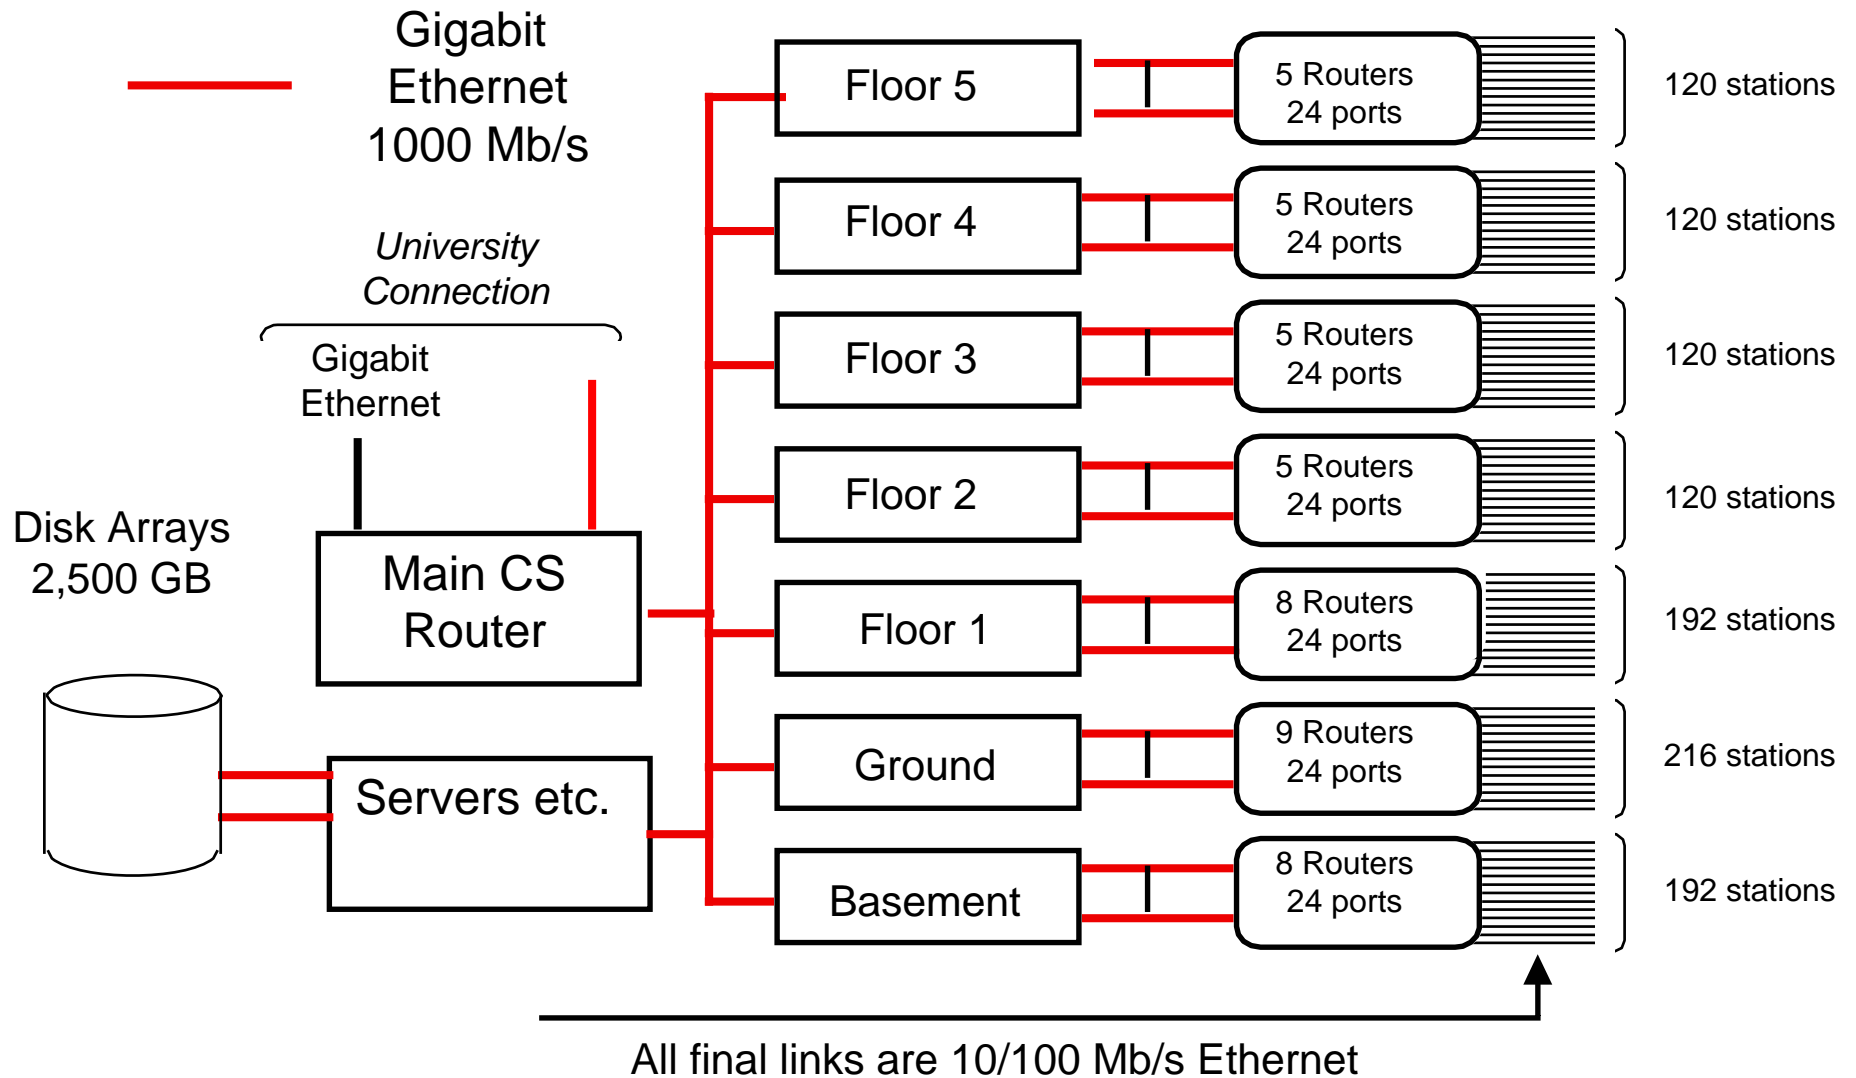 Gigabit
Ethernet
1000 Mb/s
University
Connection
Gigabit
Ethernet
Disk Arrays
2,500 GB
Main CS
Router
Servers etc.
Floor 5
5 Routers
24 ports
120 stations
Floor 4
5 Routers
24 ports
120 stations
Floor 3
5 Routers
24 ports
120 stations
Floor 2
5 Routers
24 ports
120 stations
Floor 1
8 Routers
24 ports
192 stations
Ground
9 Routers
24 ports
216 stations
Basement
8 Routers
24 ports
192 stations
All final links are 10/100 Mb/s Ethernet